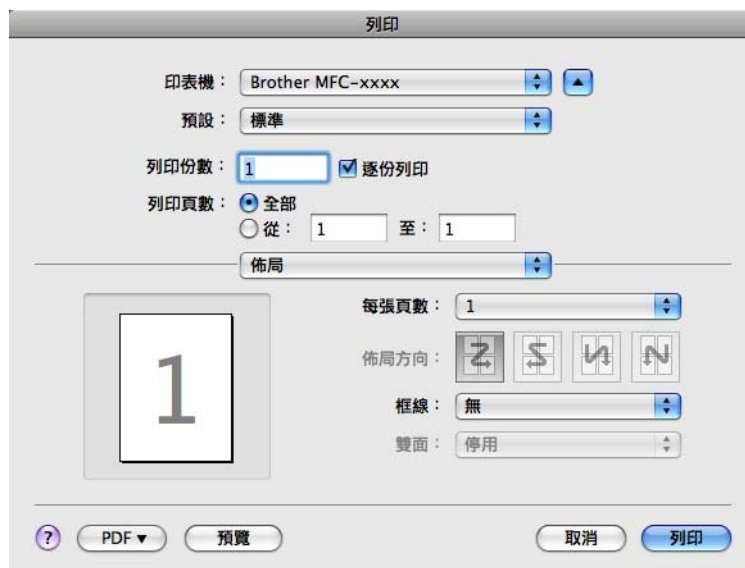 列印
印表機： Brother MFC-xxxx
預設： 標準
列印份數： 1 逐份列印
列印頁數： 全部
從： 1 至： 1
佈局
每張頁數： 1
佈局方向：
框線： 無
雙面： 停用
1
? PDF▼ 預覽 取消 列印